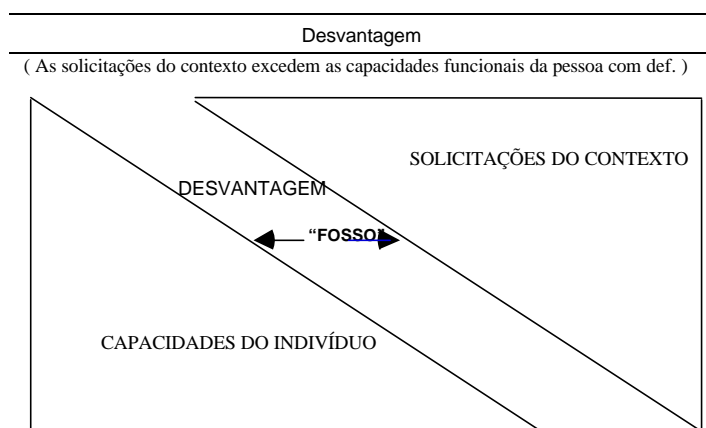 Desvantagem
( As solicitações do contexto excedem as capacidades funcionais da pessoa com def. )
SOLICITAÇÕES DO CONTEXTO
DESVANTAGEM
“FOSSO”
CAPACIDADES DO INDIVÍDUO